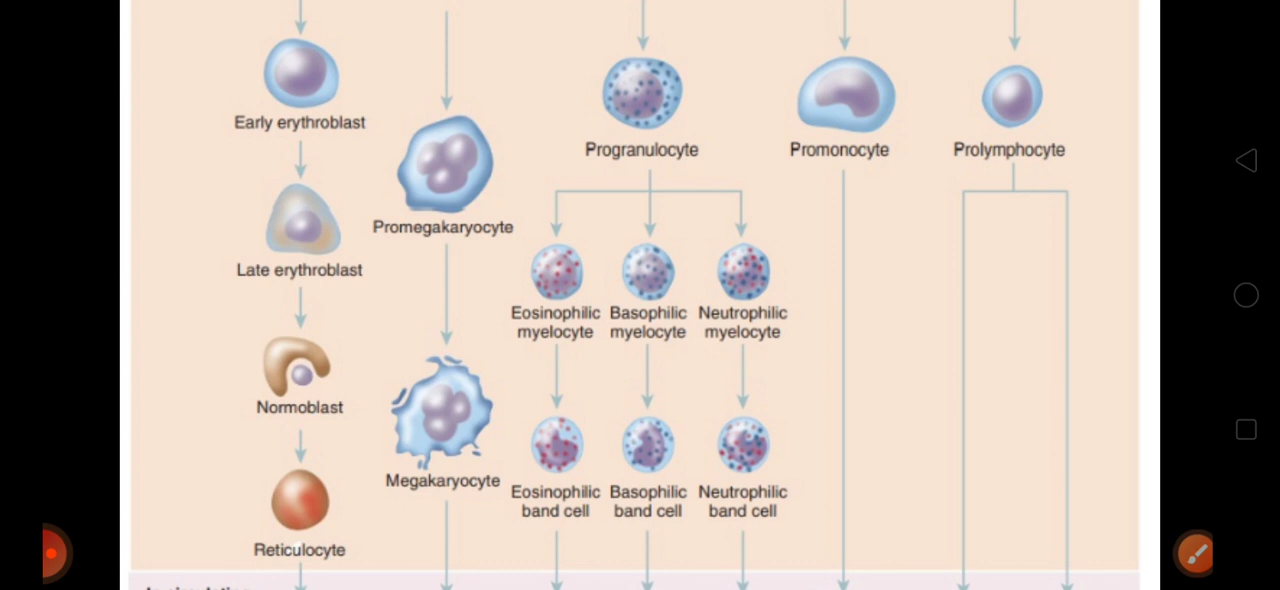 Early erythroblast
Progranulocyte
Promonocyte
Prolymphocyte
Promegakaryocyte
Late erythroblast
Eosinophilic
myelocyte
Basophilic
myelocyte
Neutrophilic
myelocyte
Normoblast
Megakaryocyte
Eosinophilic
band cell
Basophilic
band cell
Neutrophilic
band cell
Reticulocyte